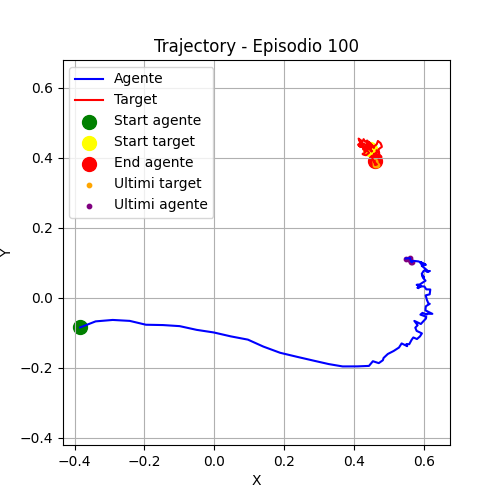 Trajectory - Episodio 100
Agente
Target
Start agente
Start target
End agente
Ultimi target
Ultimi agente
Y
0.6
0.4
0.2
0.0
−0.2
−0.4
−0.4
−0.2
0.0
0.2
0.4
0.6
X